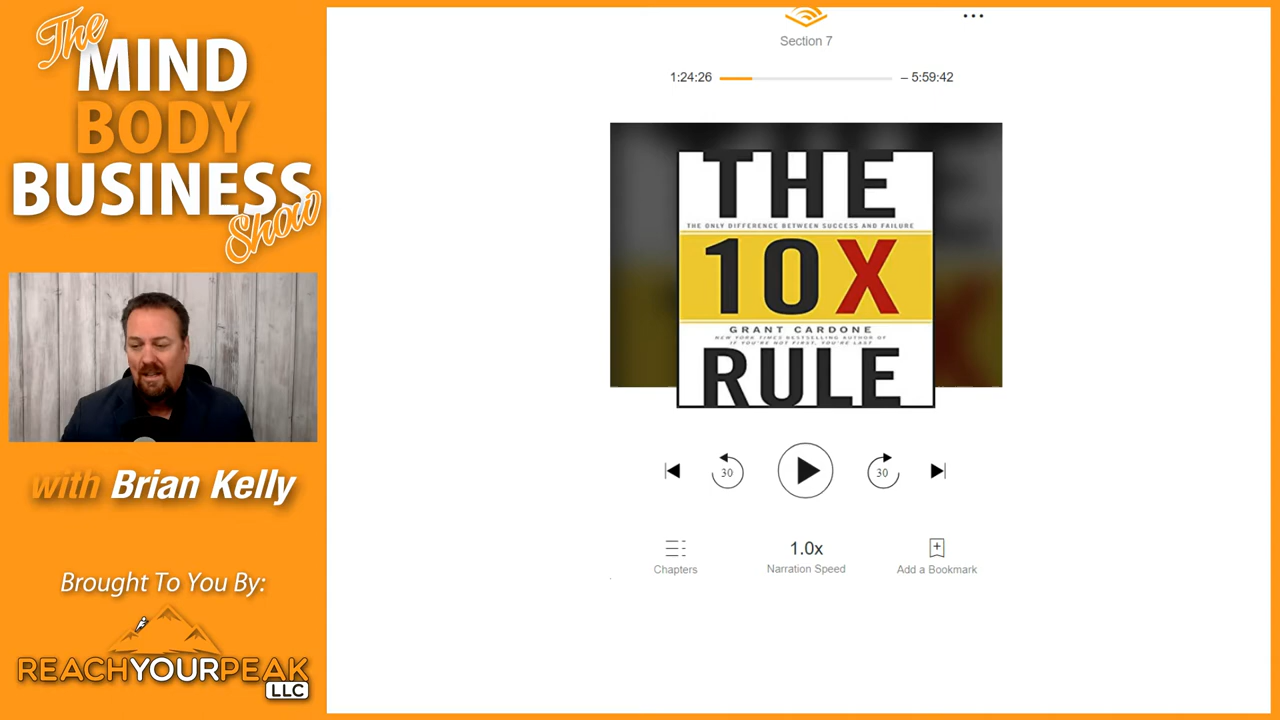 The
MIND
BODY
BUSINESS
Show
with Brian Kelly
Brought To You By:
REACHYOURPEAK
LLC
Section 7
1:24:26
– 5:59:42
THE
THE ONLY DIFFERENCE BETWEEN SUCCESS AND FAILURE
10X
GRANT CARDONE
NEW YORK TIMES BESTSELLING AUTHOR OF
IF YOU'RE NOT FIRST, YOU'RE LAST
RULE
30
30
Chapters
1.0x
Narration Speed
Add a Bookmark